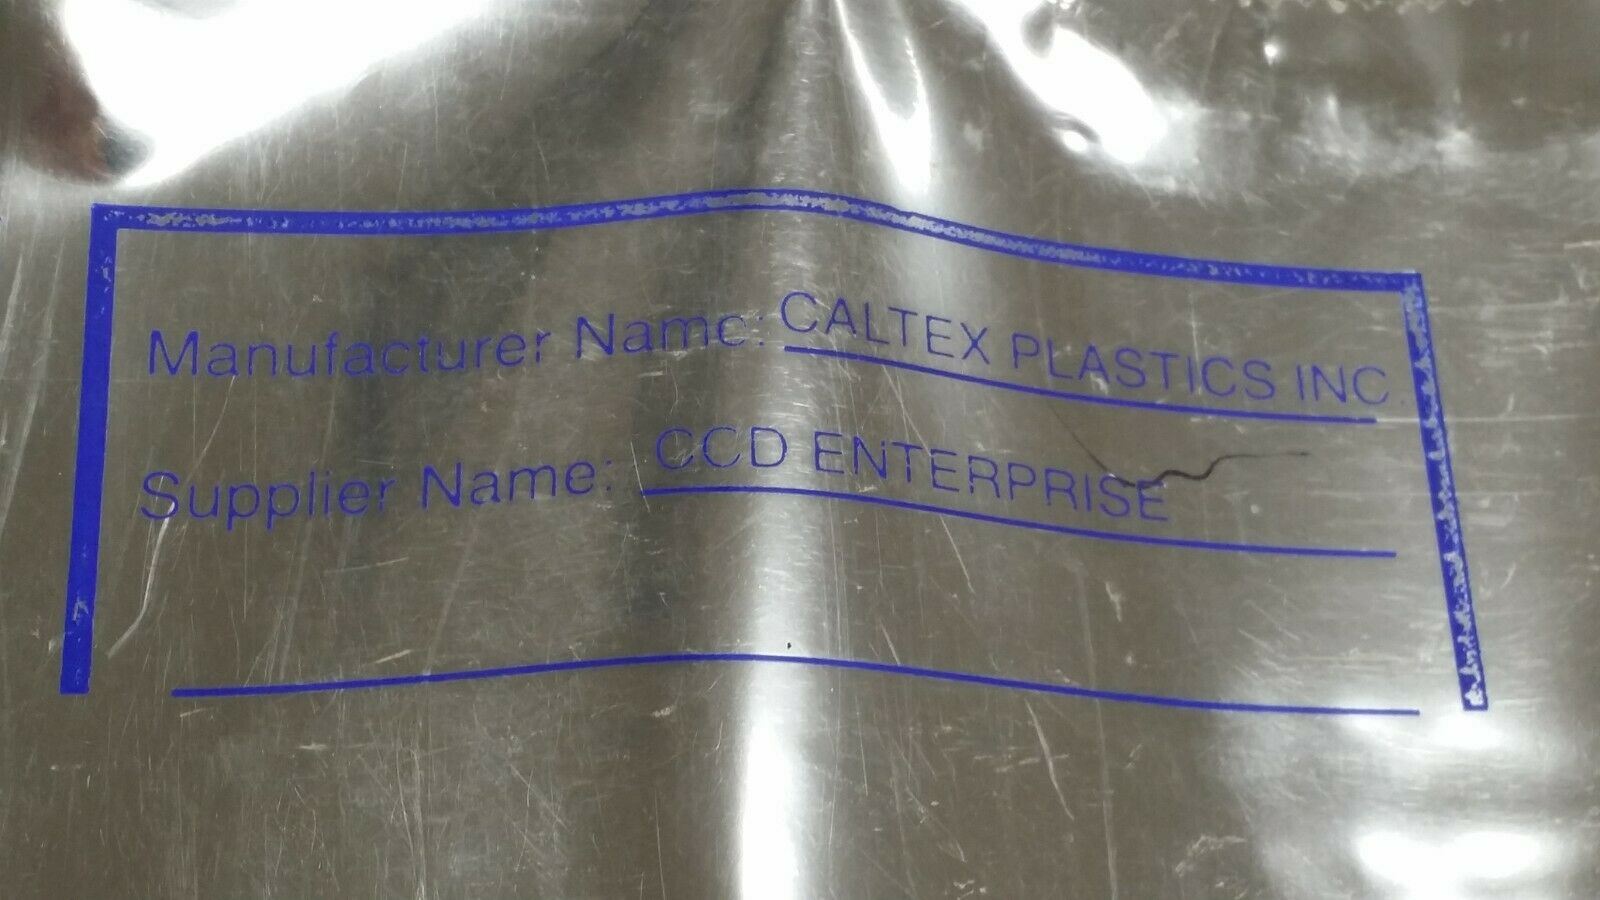 Manufacturer Name: CALTEX PLASTICS INC.
Supplier Name: CCD ENTERPRISE